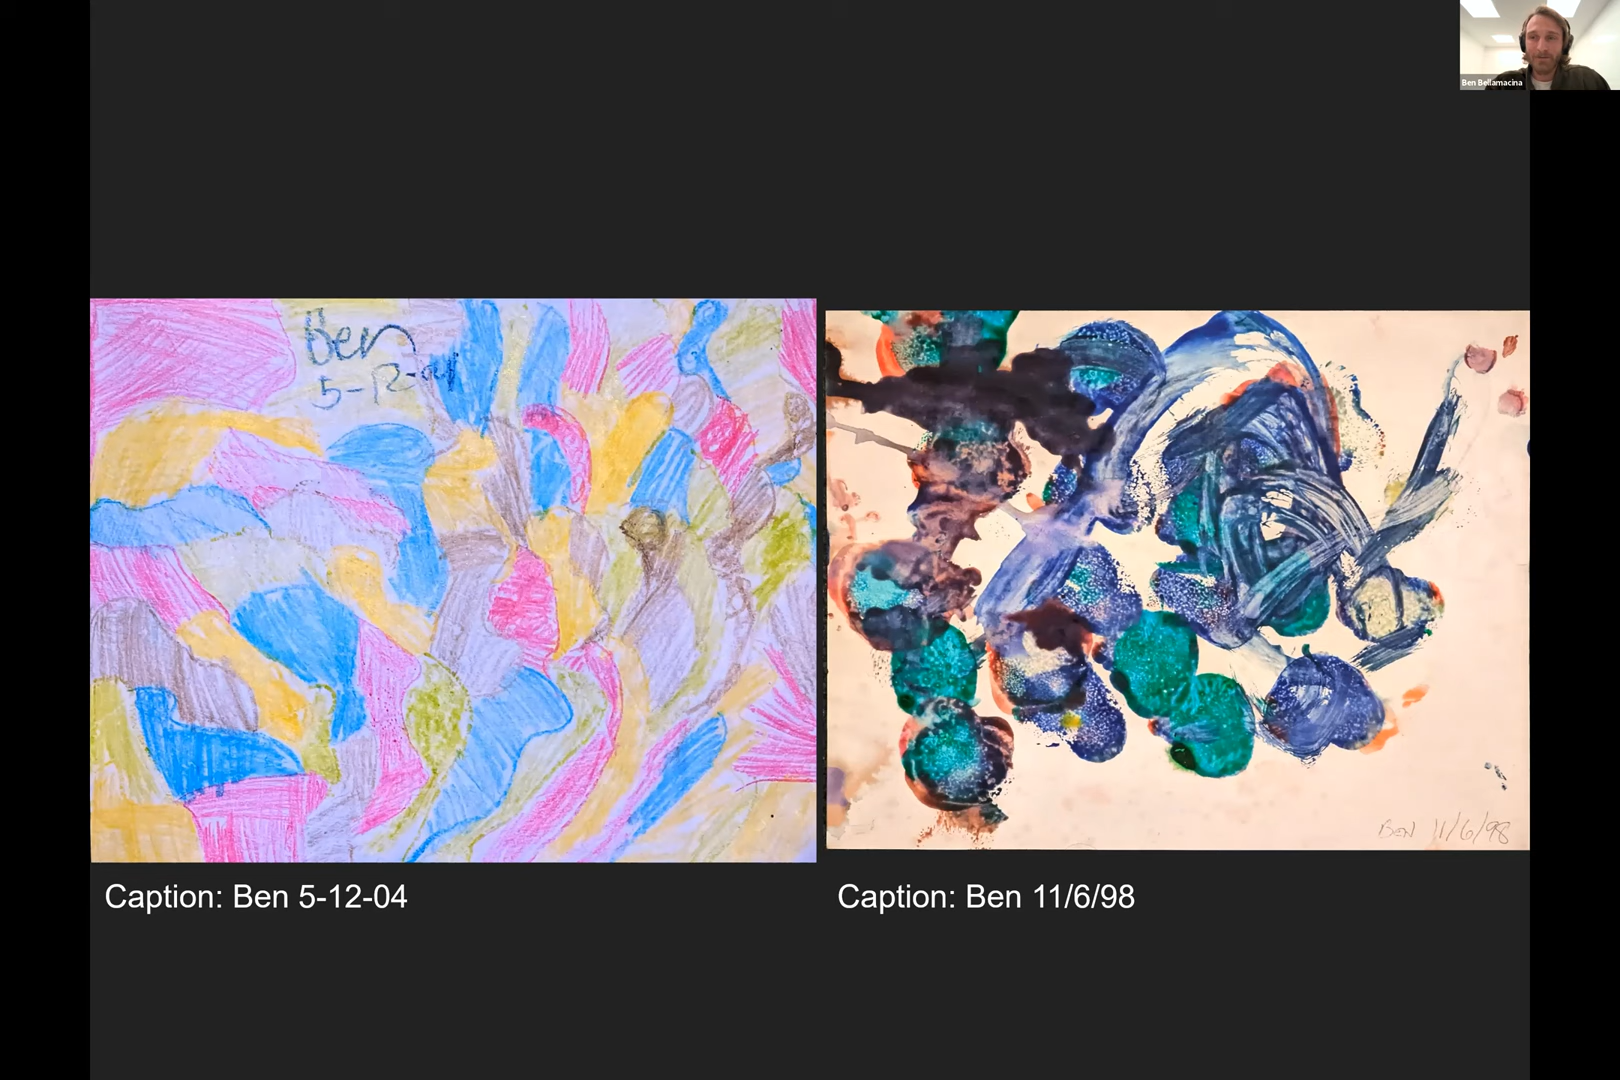 Ben Bellamacina
Ben
5-12-04
BEN 11/6/98
Caption: Ben 5-12-04
Caption: Ben 11/6/98